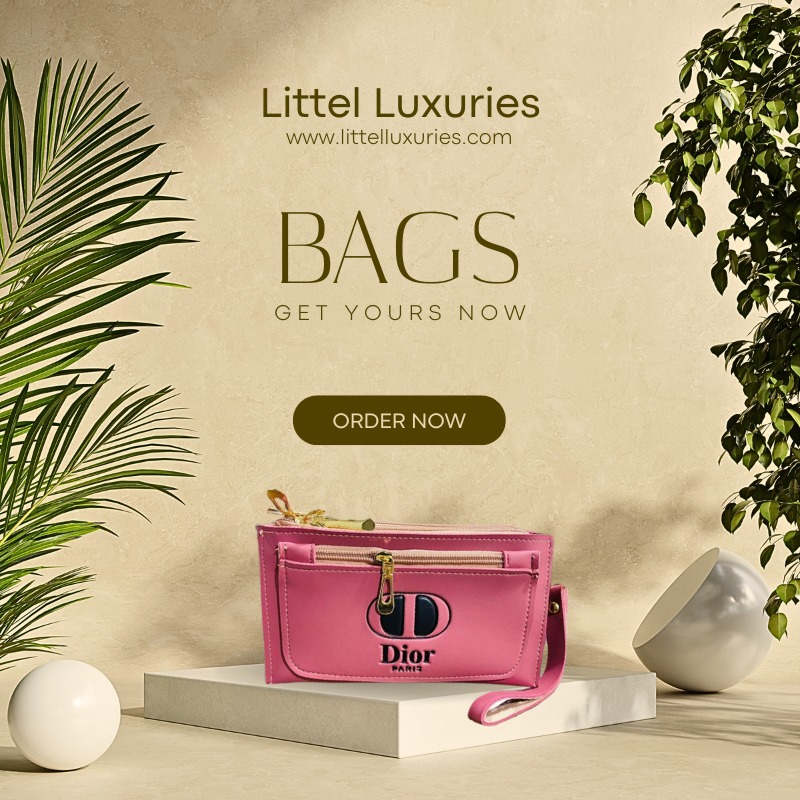 Littel Luxuries
www.littelluxuries.com
BAGS
GET YOURS NOW
ORDER NOW
Dior
PARIS